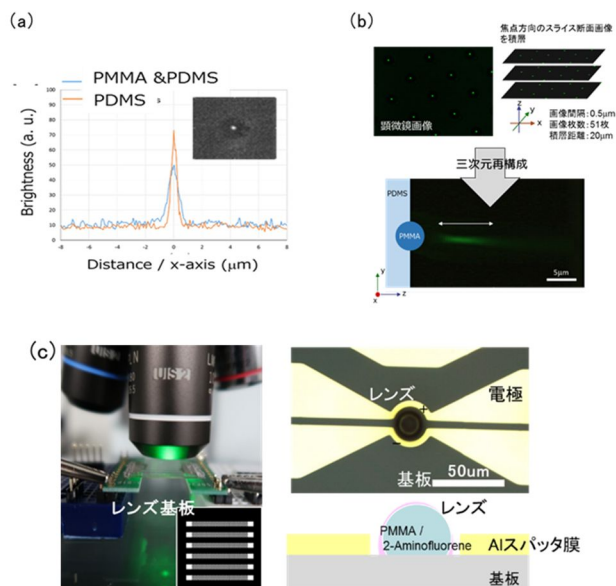 (a)
PMMA &PDMS
PDMS
s
Brightness (a. u.)
100
90
80
70
60
50
40
30
20
10
0
-8
-6
-4
-2
0
2
4
6
8
Distance / x-axis (μm)
(b)
焦点方向のスライス断面画像
を積層
顕微鏡画像
z
y
x
画像間隔:0.5μm
画像枚数:51枚
積層距離:20μm
三次元再構成
PDMS
PMMA
5μm
y
x
z
(c)
UIS2
レンズ基板
レンズ
電極
+
−
基板
50um
レンズ
PMMA /
2-Aminofluorene
Alスパッタ膜
基板